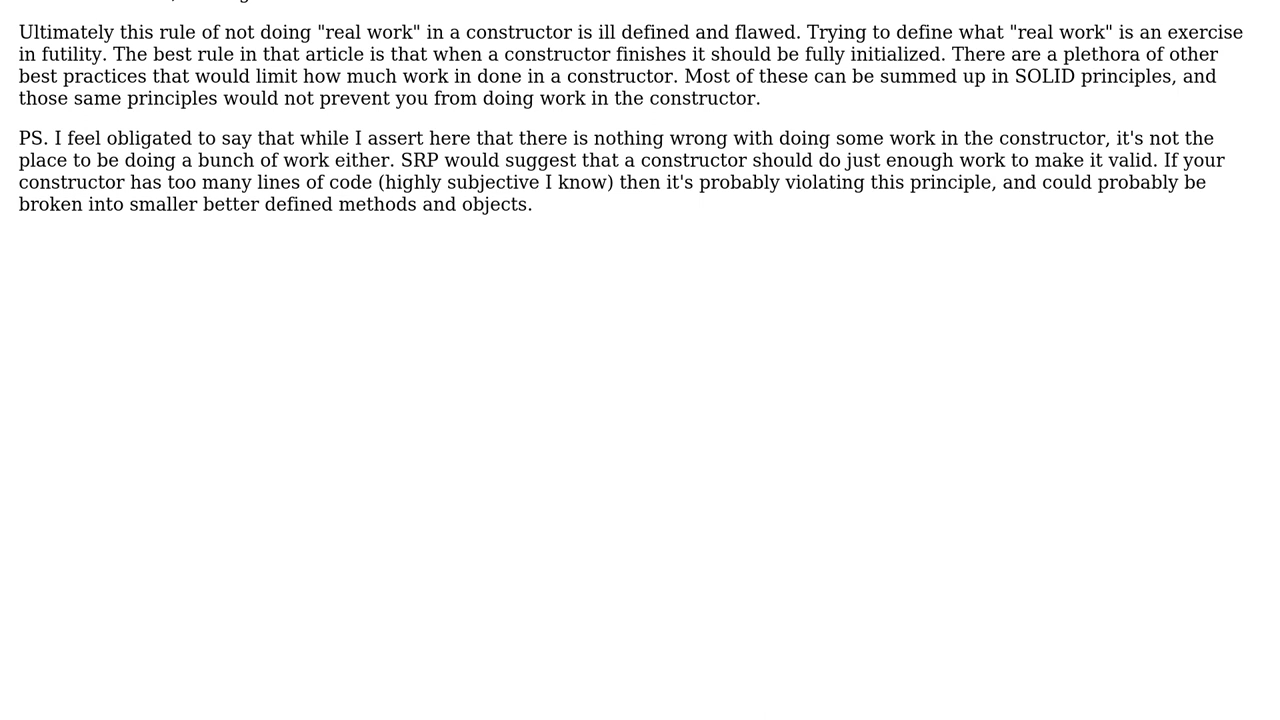 Ultimately this rule of not doing "real work" in a constructor is ill defined and flawed. Trying to define what "real work" is an exercise
in futility. The best rule in that article is that when a constructor finishes it should be fully initialized. There are a plethora of other
best practices that would limit how much work in done in a constructor. Most of these can be summed up in SOLID principles, and
those same principles would not prevent you from doing work in the constructor.
PS. I feel obligated to say that while I assert here that there is nothing wrong with doing some work in the constructor, it's not the
place to be doing a bunch of work either. SRP would suggest that a constructor should do just enough work to make it valid. If your
constructor has too many lines of code (highly subjective I know) then it's probably violating this principle, and could probably be
broken into smaller better defined methods and objects.